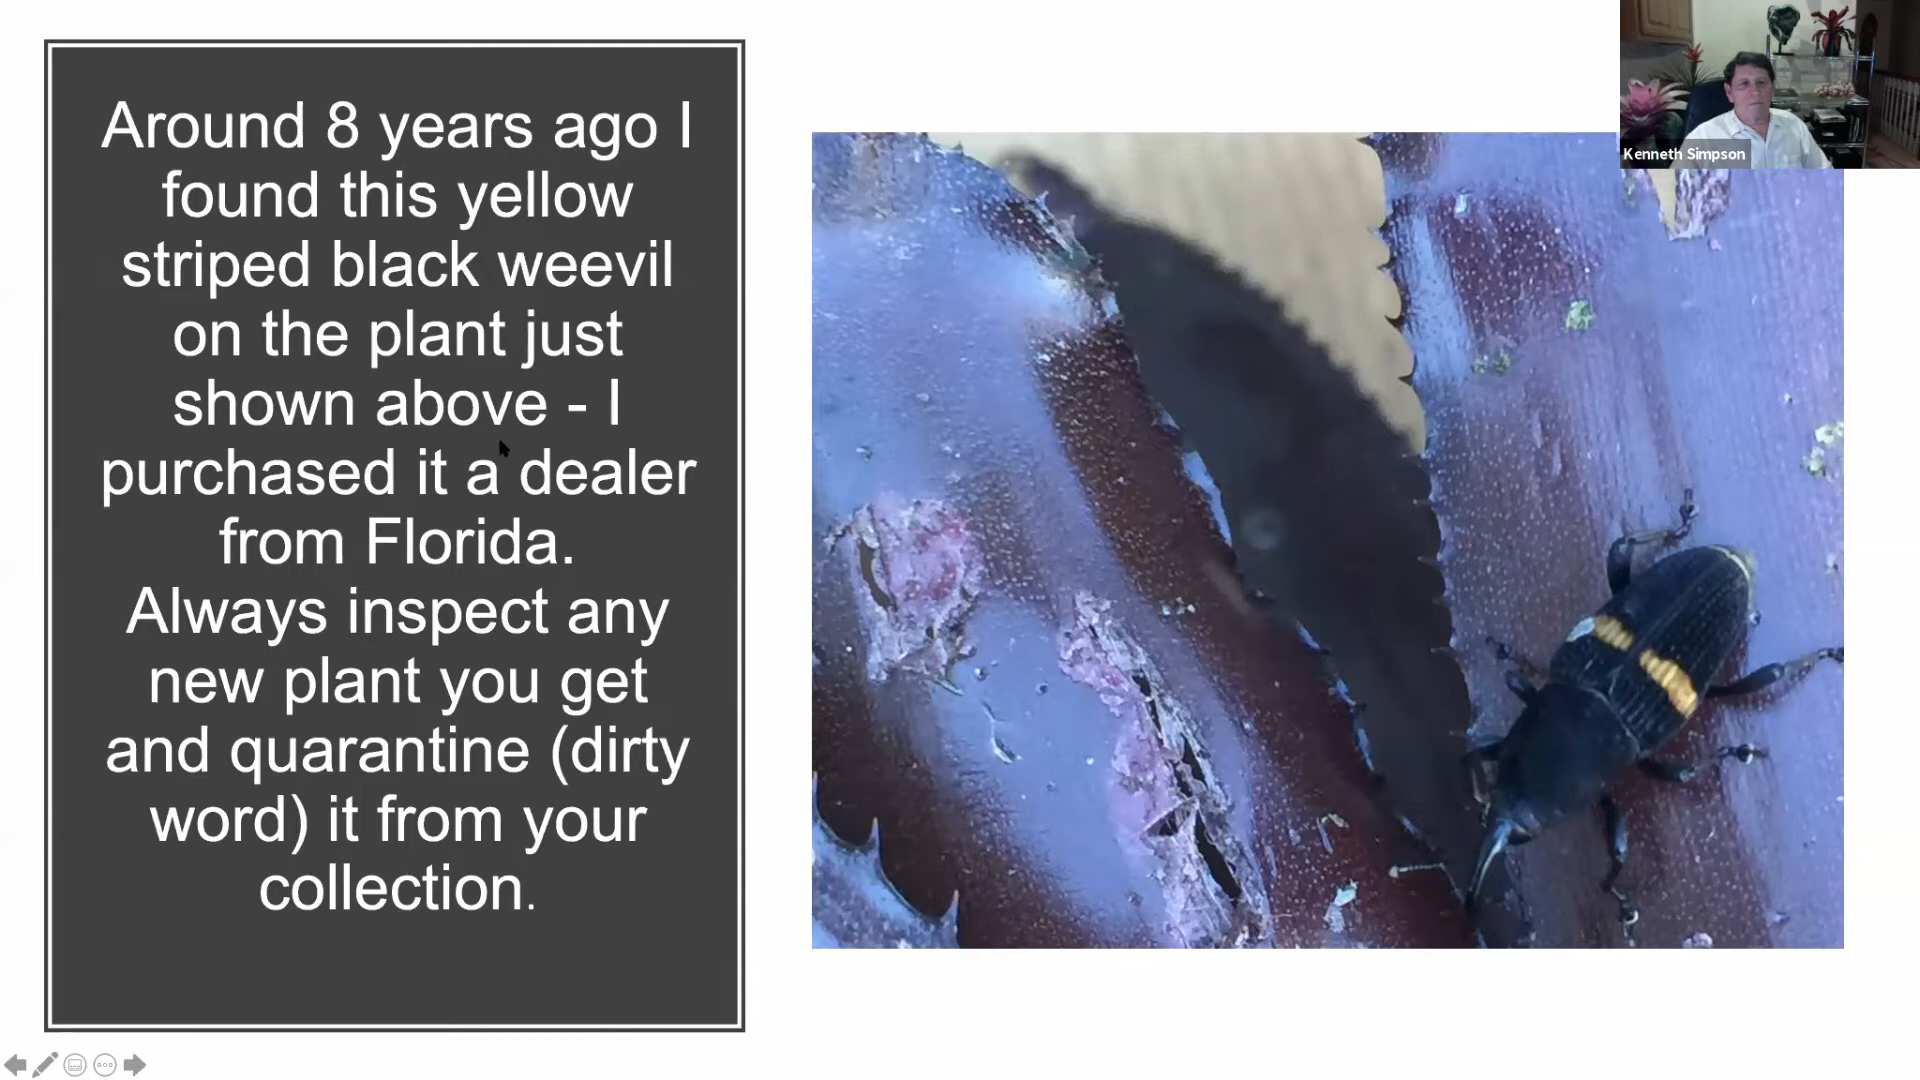 Around 8 years ago I
found this yellow
striped black weevil
on the plant just
shown above - I
purchased it a dealer
from Florida.
Always inspect any
new plant you get
and quarantine (dirty
word) it from your
collection.
Kenneth Simpson